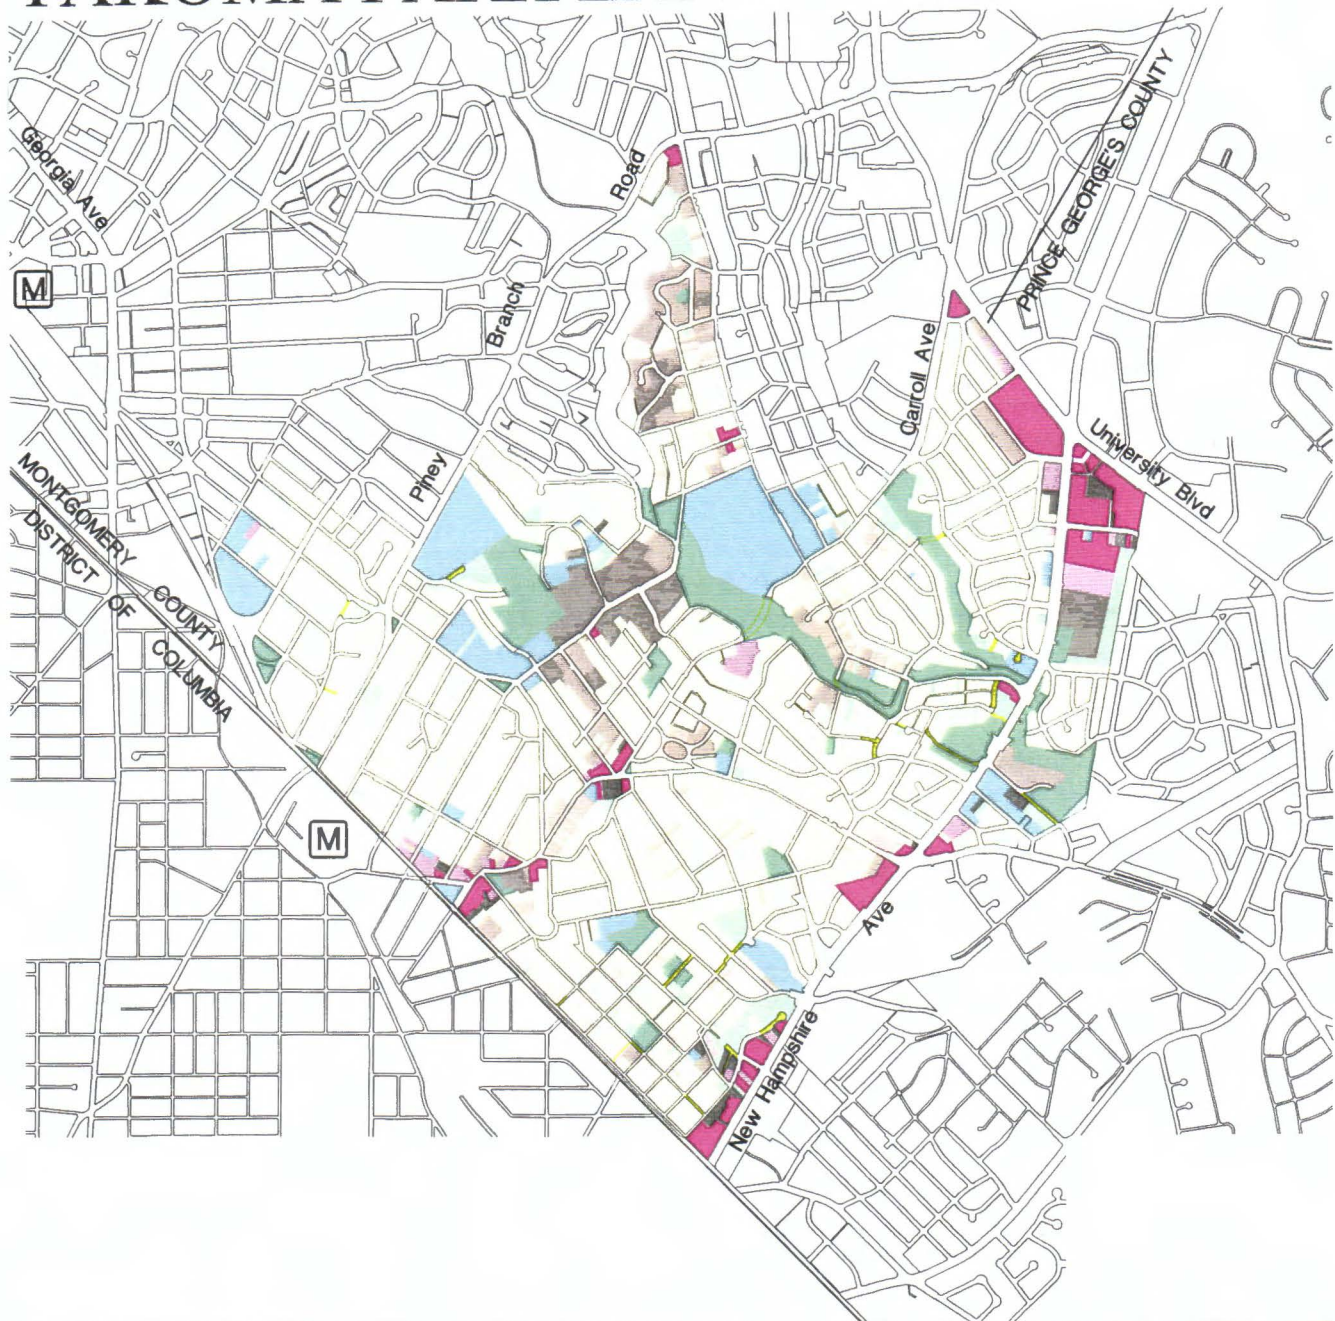 Road
Georgia Ave
PRINCE GEORGE'S COUNTY
M
Branch
Carroll Ave
University Blvd
Piney
MONTGOMERY COUNTY
DISTRICT OF COLUMBIA
M
Ave
New Hampshire